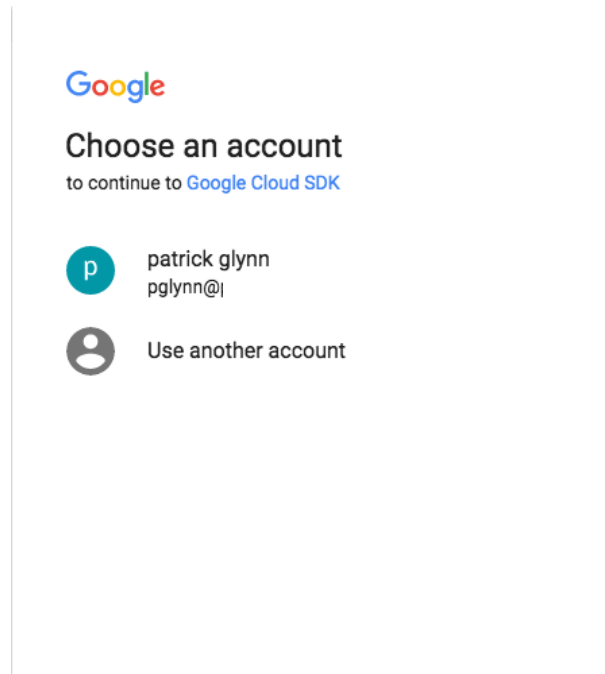 Google
Choose an account
to continue to Google Cloud SDK
p
patrick glynn
pglynn@
Use another account